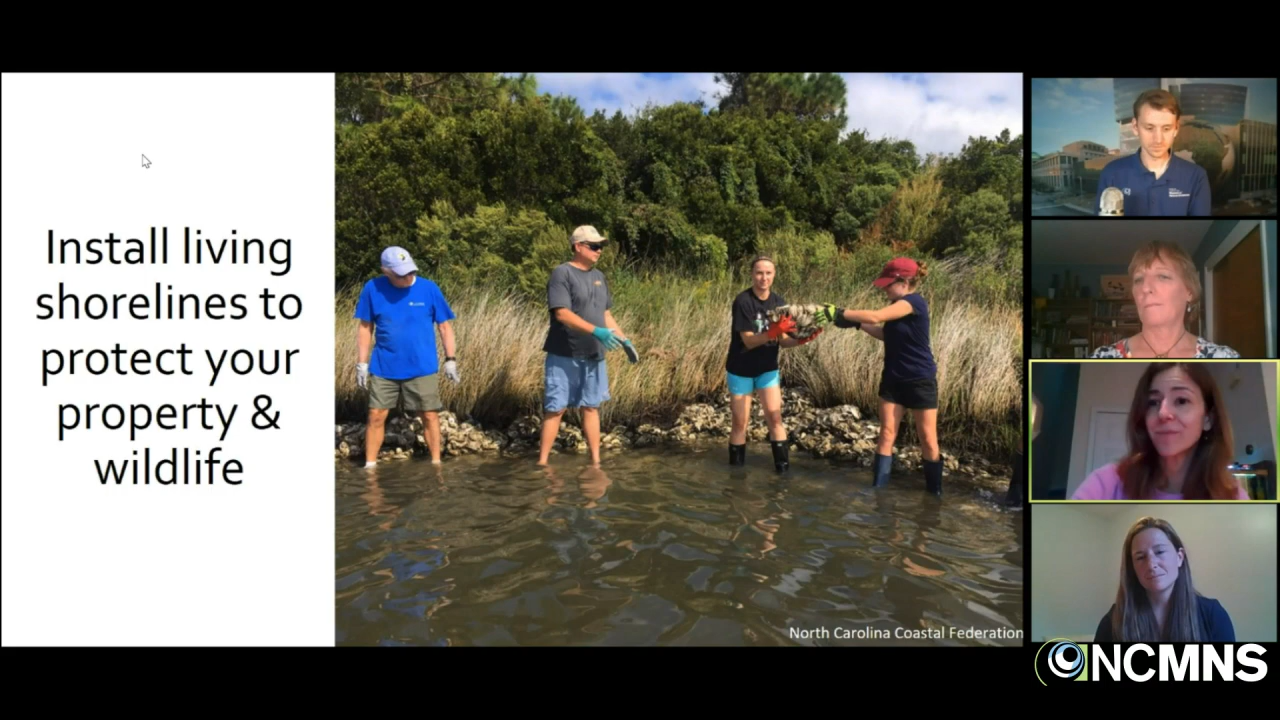 Install living
shorelines to
protect your
property &
wildlife
North Carolina Coastal Federation
NCMNS